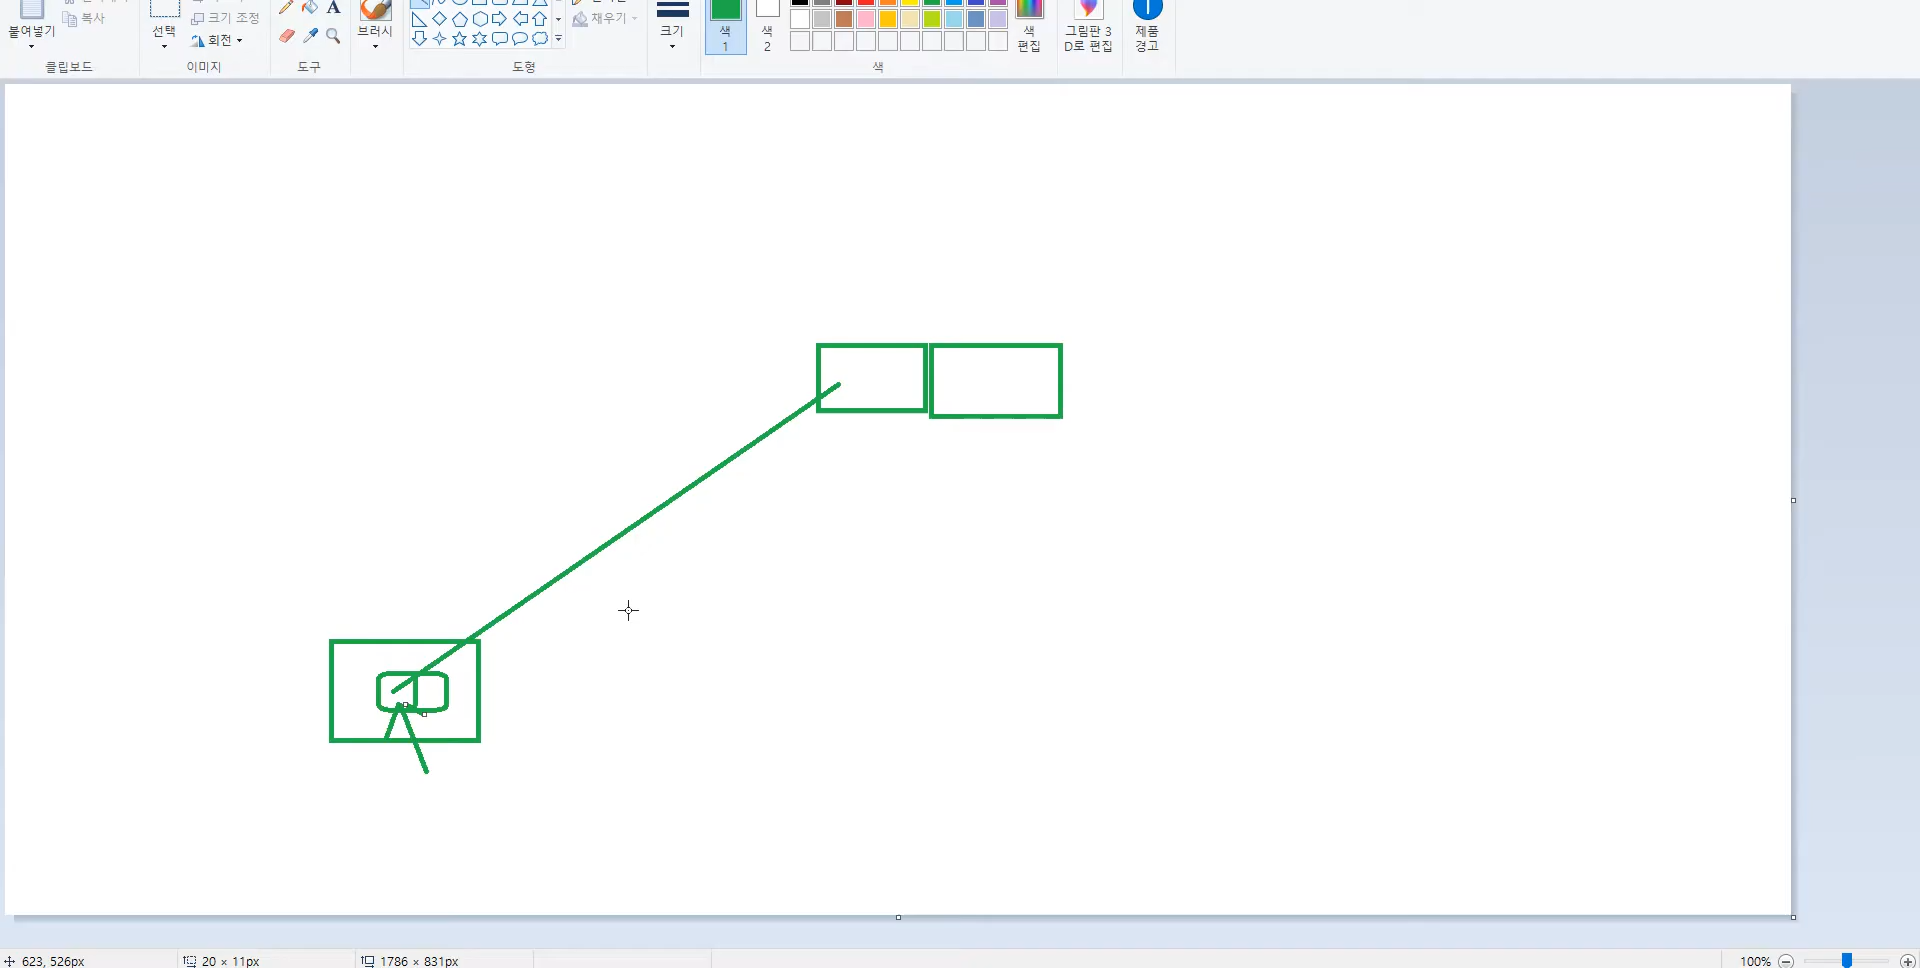 붙여넣기
복사
선택
크기 조정
회전
A
브러시
채우기
크기
색
1
색
2
색
편집
그림판 3
D로 편집
제품
경고
클립보드
이미지
도구
도형
색
623, 526px
20 × 11px
1786 × 831px
100%